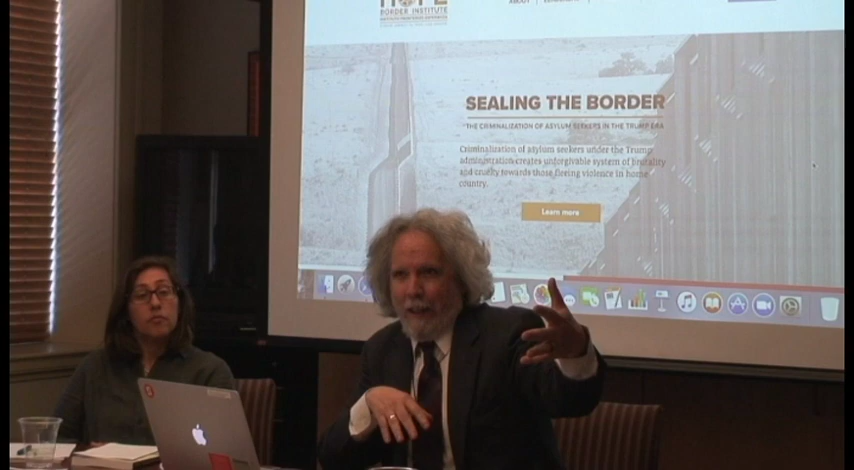 HOPE
BORDER INSTITUTE
ABOUT
SEALING THE BORDER
THE CRIMINALIZATION OF ASYLUM SEEKERS IN THE TRUMP ERA
Criminalization of asylum seekers under the Trump
administration creates unforgivable system of brutality
and cruelty towards those fleeing violence in home
country.
Learn more